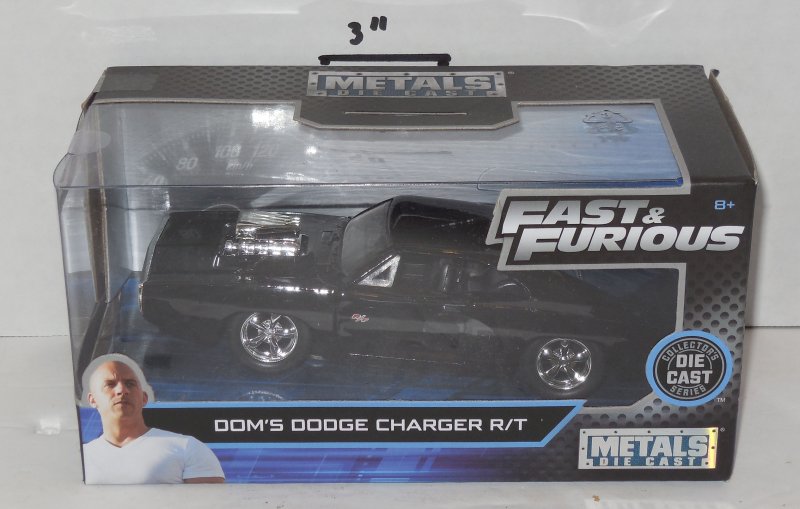 3"
METALS
DIE CAST
80 100 120
FAST &
FURIOUS
8+
R/T
COLLECTOR'S
DIE
CAST
SERIES
TM
DOM'S DODGE CHARGER R/T
METALS
DIE CAST